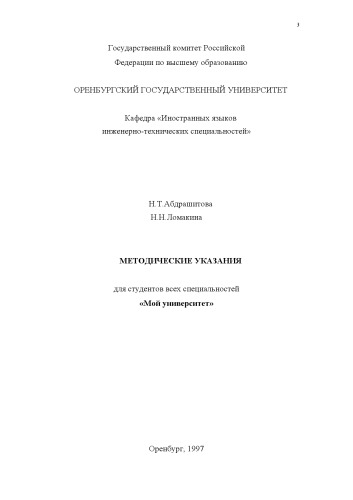 Государственный комитет Российской
Федерации по высшему образованию
ОРЕНБУРГСКИЙ ГОСУДАРСТВЕННЫЙ УНИВЕРСИТЕТ
Кафедра «Иностранных языков
инженерно-технических специальностей»
Н.Т.Абдрашитова
Н.Н.Ломакина
МЕТОДИЧЕСКИЕ УКАЗАНИЯ
для студентов всех специальностей
«Мой университет»
Оренбург, 1997